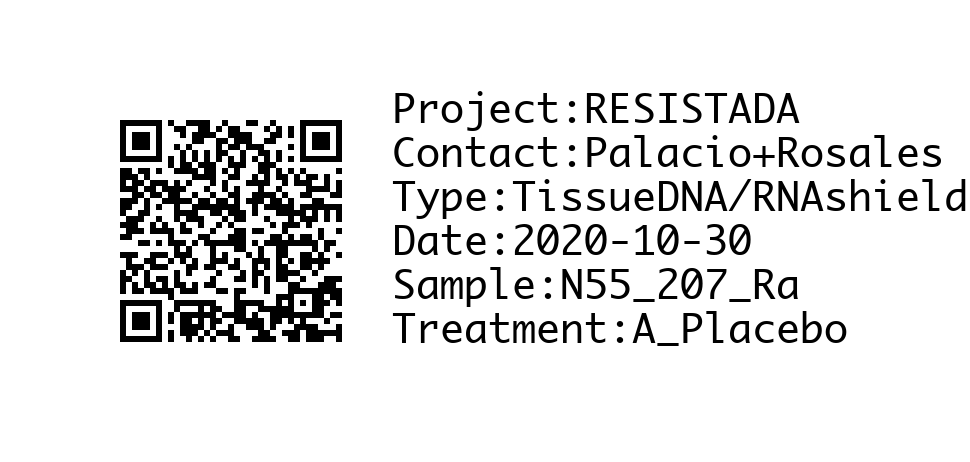 Project:RESISTADA
Contact:Palacio+Rosales
Type:TissueDNA/RNAshield
Date:2020-10-30
Sample:N55_207_Ra
Treatment:A_Placebo